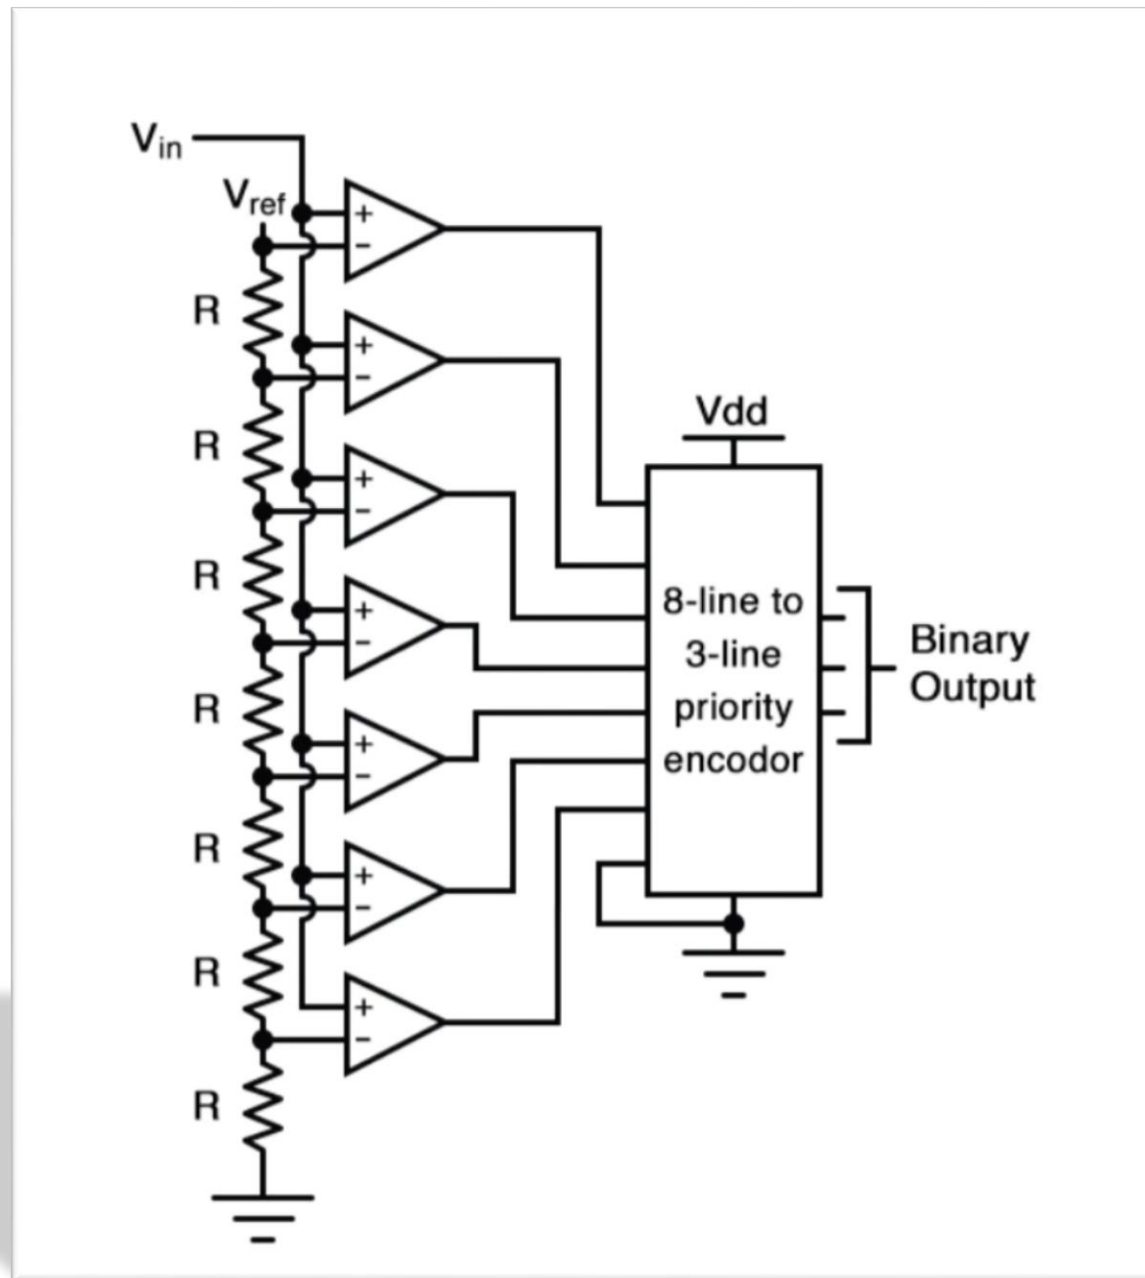 Vin
Vref
+
−
R
+
−
R
+
−
R
+
−
R
+
−
R
+
−
R
+
−
R
Vdd
8-line to
3-line
priority
encodor
Binary
Output